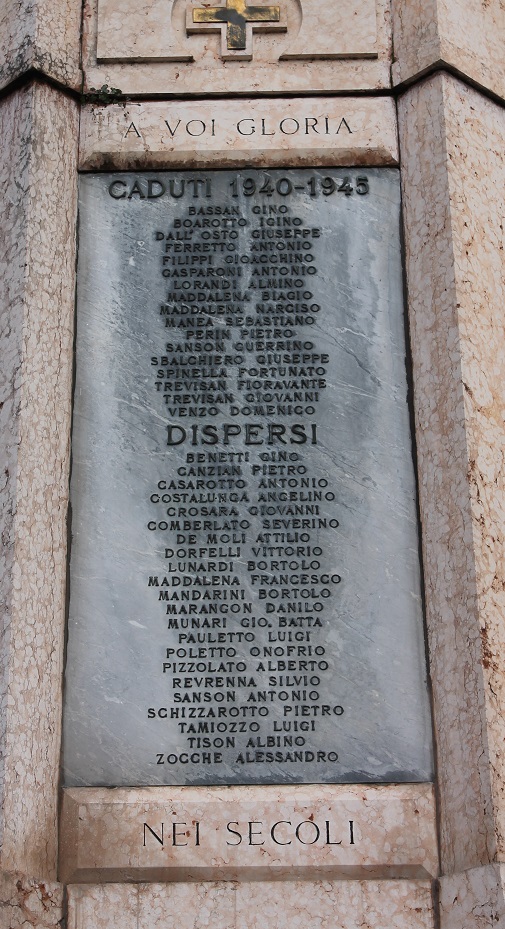 A VOI GLORIA
CADUTI 1940-1945
BASSAN GINO
BOAROTTO IGINO
DALL' OSTO GIUSEPPE
FERRETTO ANTONIO
FILIPPI GIOACCHINO
GASPARONI ANTONIO
LORANDI ALMINO
MADDALENA BIAGIO
MADDALENA NARCISO
MANEA SEBASTIANO
PERIN PIETRO
SANSON GUERRINO
SBALCHIERO GIUSEPPE
SPINELLA FORTUNATO
TREVISAN FIORAVANTE
TREVISAN GIOVANNI
VENZO DOMENICO
DISPERSI
BENETTI GINO
CANZIAN PIETRO
CASAROTTO ANTONIO
COSTALUNGA ANGELINO
CROSARA GIOVANNI
GOMBERLATO SEVERINO
DE MOLI ATTILIO
DORFELLI VITTORIO
LUNARDI BORTOLO
MADDALENA FRANCESCO
MANDARINI BORTOLO
MARANGON DANILO
MUNARI GIO. BATTA
PAULETTO LUIGI
POLETTO ONOFRIO
PIZZOLATO ALBERTO
REVRENNA SILVIO
SANSON ANTONIO
SCHIZZAROTTO PIETRO
TAMIOZZO LUIGI
TISON ALBINO
ZOCCHE ALESSANDRO
NEI SECOLI